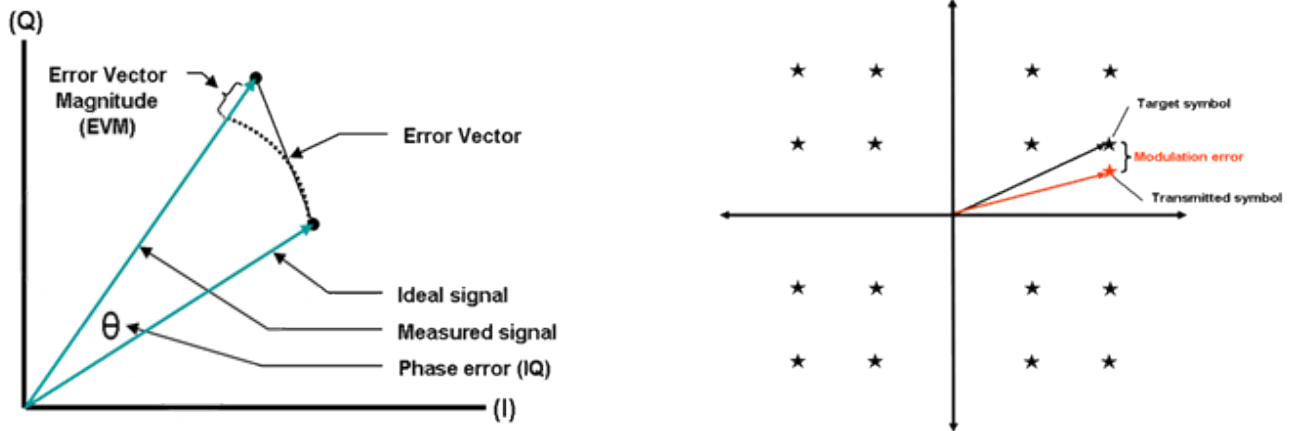 (Q)
Error Vector
Magnitude
(EVM)
Error Vector
Ideal signal
Measured signal
Phase error (IQ)
θ
(I)
Target symbol
Modulation error
Transmitted symbol